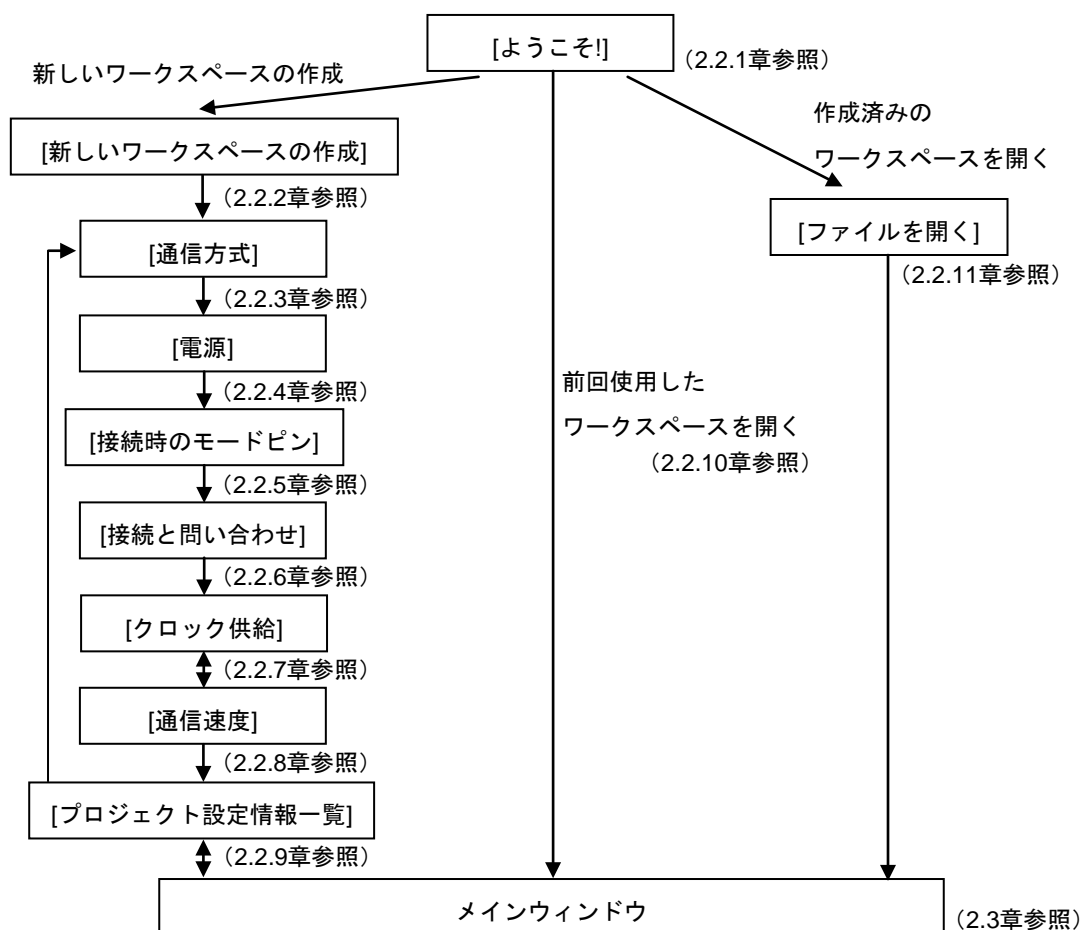 [ようこそ!]
（2.2.1章参照）
新しいワークスペースの作成
作成済みの
ワークスペースを開く
[新しいワークスペースの作成]
（2.2.2章参照）
[ファイルを開く]
（2.2.11章参照）
[通信方式]
（2.2.3章参照）
[電源]
（2.2.4章参照）
前回使用した
ワークスペースを開く
（2.2.10章参照）
[接続時のモードピン]
（2.2.5章参照）
[接続と問い合わせ]
（2.2.6章参照）
[クロック供給]
（2.2.7章参照）
[通信速度]
（2.2.8章参照）
[プロジェクト設定情報一覧]
（2.2.9章参照）
メインウィンドウ
（2.3章参照）